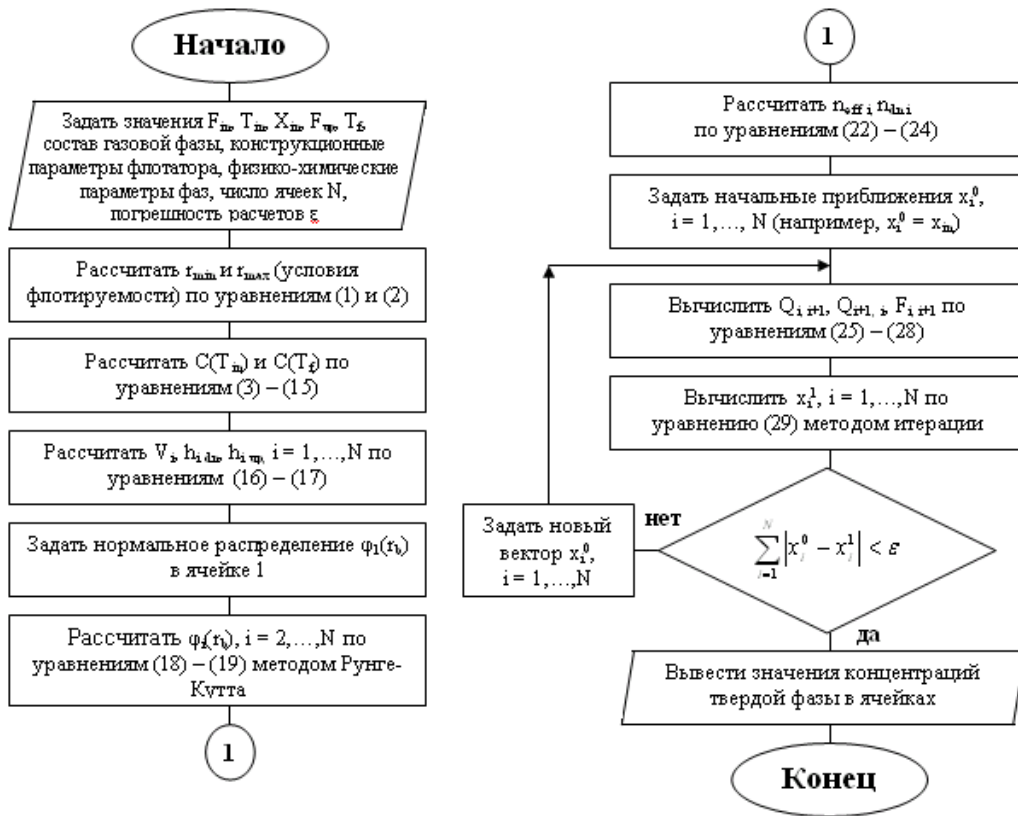 Начало
Задать значения F_in, T_in, X_in, F_up, T_f,
состав газовой фазы, конструкционные
параметры флотатора, физико-химические
параметры фаз, число ячеек N,
погрешность расчетов ε
Рассчитать r_min и r_max (условия
флотируемости) по уравнениям (1) и (2)
Рассчитать C(T_in) и C(T_f) по
уравнениям (3) – (15)
Рассчитать V_i, h_i dn, h_i up, i = 1,…,N по
уравнениям (16) – (17)
Задать нормальное распределение φ₁(r_b)
в ячейке 1
Рассчитать φ_i(r_b), i = 2,…,N по
уравнениям (18) – (19) методом Рунге-
Кутта
1
1
Рассчитать n_eff i n_dn i
по уравнениям (22) – (24)
Задать начальные приближения x_i^0,
i = 1,…, N (например, x_i^0 = x_in)
Вычислить Q_i i+1, Q_i+1, i, F_i i+1 по
уравнениям (25) – (28)
Вычислить x_i^1, i = 1,…,N по
уравнению (29) методом итерации
Задать новый
вектор x_i^0,
i = 1,…,N
нет
∑_{i=1}^{N} |x_i^0 − x_i^1| < ε
да
Вывести значения концентраций
твердой фазы в ячейках
Конец